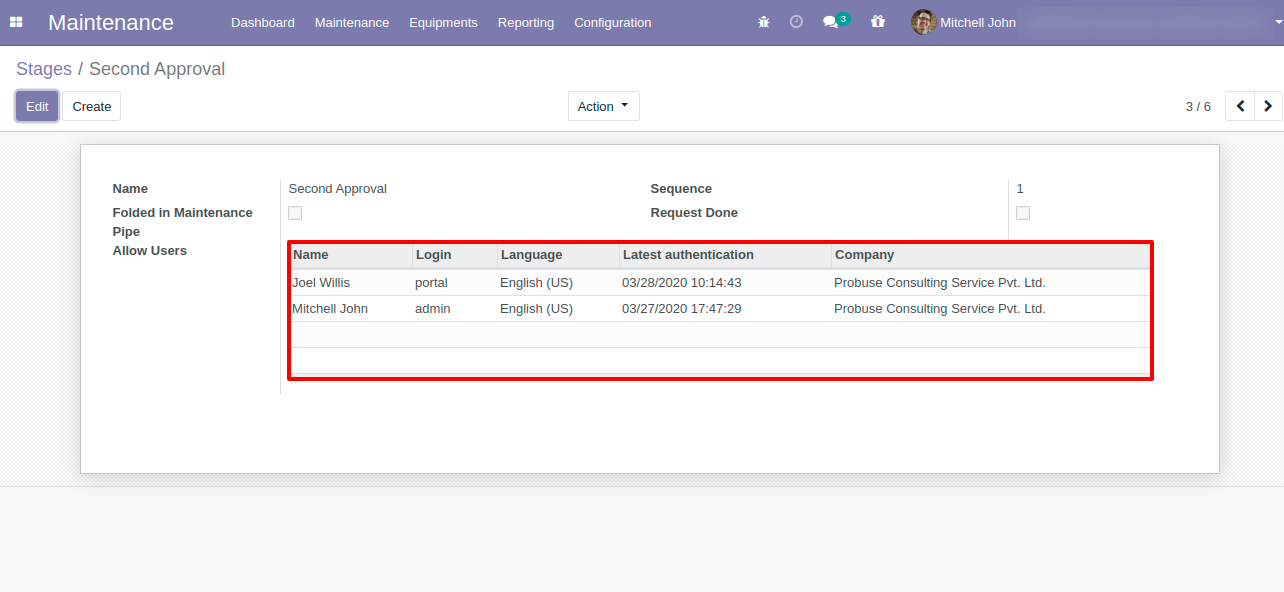 Maintenance Dashboard Maintenance Equipments Reporting Configuration 3 Mitchell John
Stages / Second Approval
Edit Create Action 3 / 6
Name Second Approval Sequence 1
Folded in Maintenance Pipe Request Done
Allow Users
Name Login Language Latest authentication Company
Joel Willis portal English (US) 03/28/2020 10:14:43 Probuse Consulting Service Pvt. Ltd.
Mitchell John admin English (US) 03/27/2020 17:47:29 Probuse Consulting Service Pvt. Ltd.